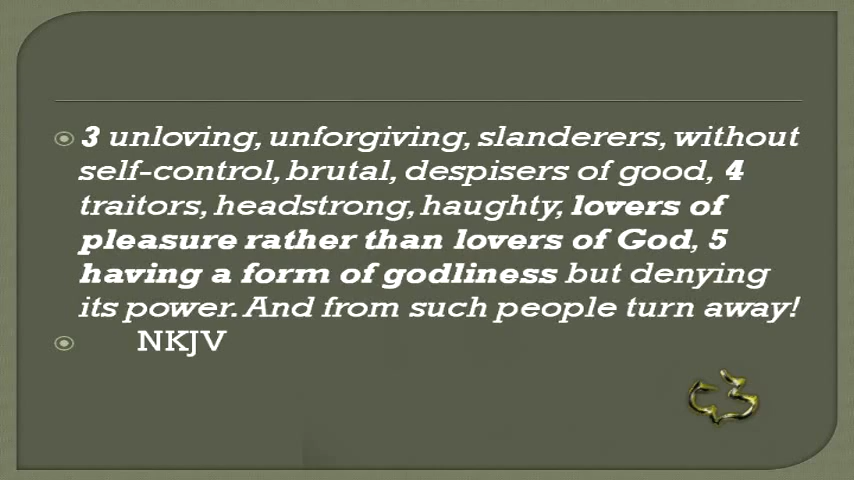 3 unloving, unforgiving, slanderers, without
self-control, brutal, despisers of good, 4
traitors, headstrong, haughty, lovers of
pleasure rather than lovers of God, 5
having a form of godliness but denying
its power. And from such people turn away!
NKJV